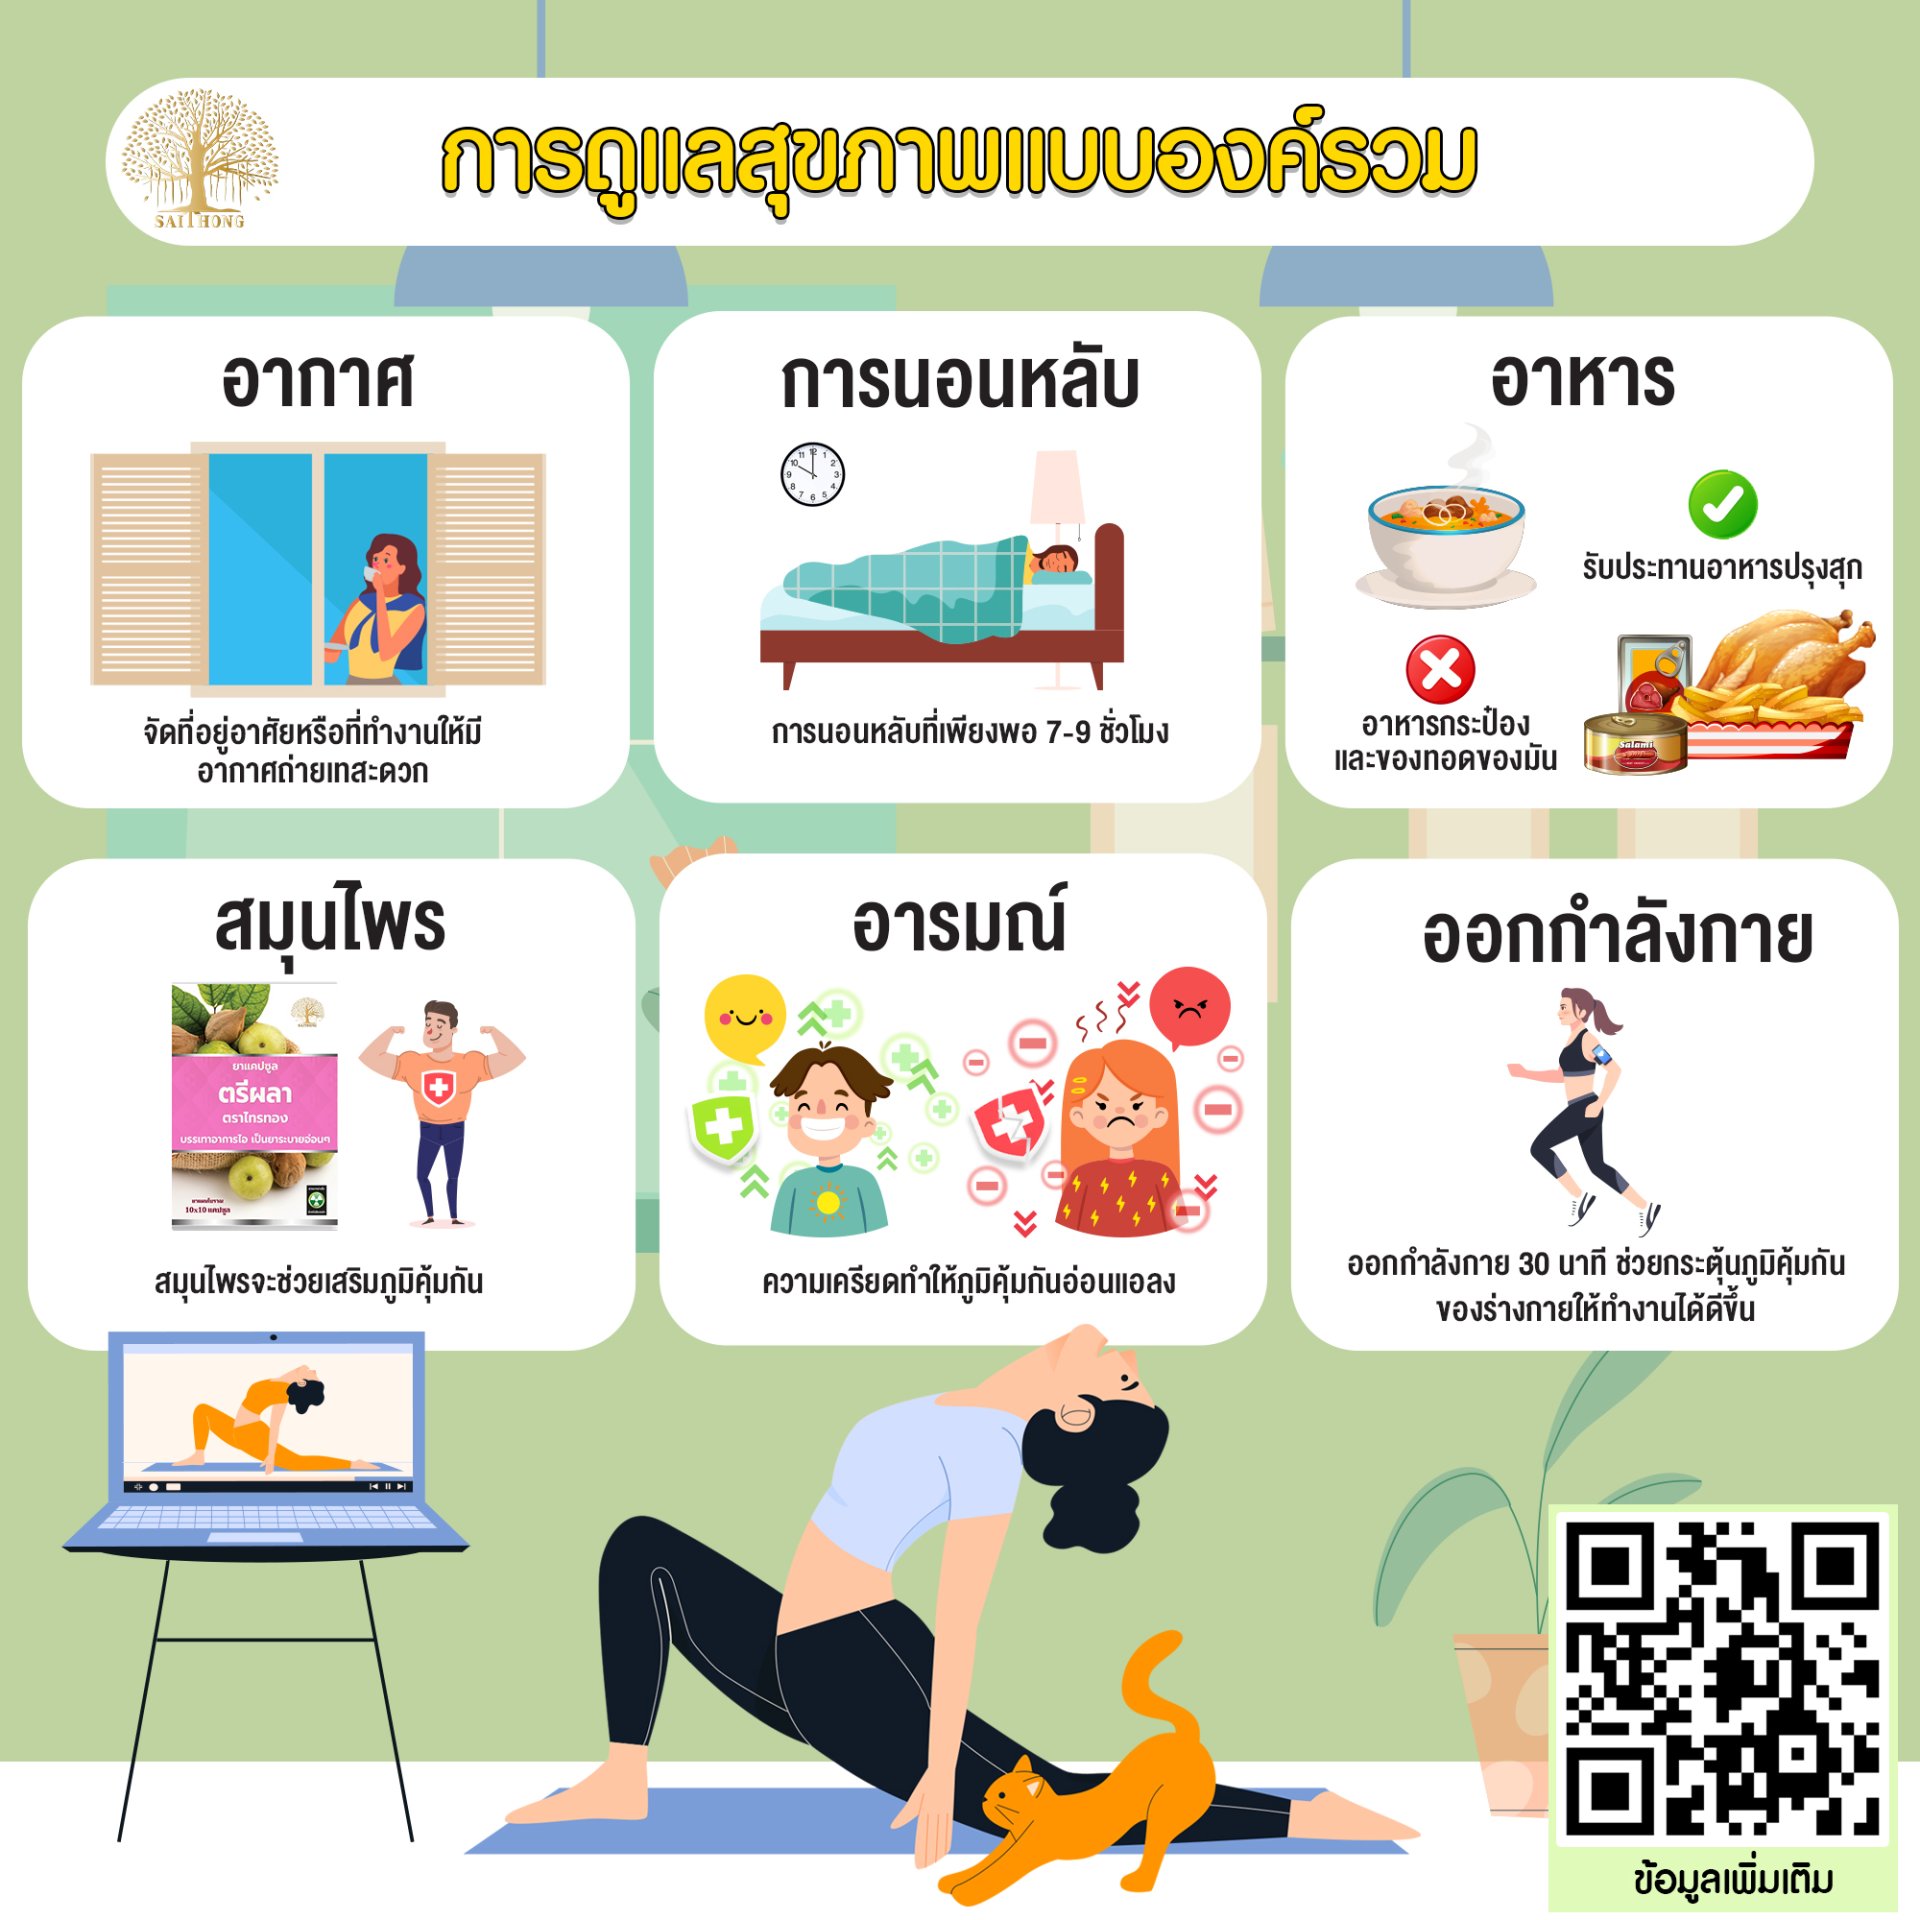 SAITHONG
การดูแลสุขภาพแบบองค์รวม
อากาศ
จัดที่อยู่อาศัยหรือที่ทำงานให้มี
อากาศถ่ายเทสะดวก
การนอนหลับ
การนอนหลับที่เพียงพอ 7-9 ชั่วโมง
อาหาร
รับประทานอาหารปรุงสุก
อาหารกระป๋อง
และของทอดของมัน
Salami
สมุนไพร
ยาแคปซูล
ตรีผลา
ตราไทรทอง
บรรเทาอาการไอ เป็นยาระบายอ่อนๆ
10x10 แคปซูล
สมุนไพรจะช่วยเสริมภูมิคุ้มกัน
อารมณ์
ความเครียดทำให้ภูมิคุ้มกันอ่อนแอลง
ออกกำลังกาย
ออกกำลังกาย 30 นาที ช่วยกระตุ้นภูมิคุ้มกัน
ของร่างกายให้ทำงานได้ดีขึ้น
ข้อมูลเพิ่มเติม